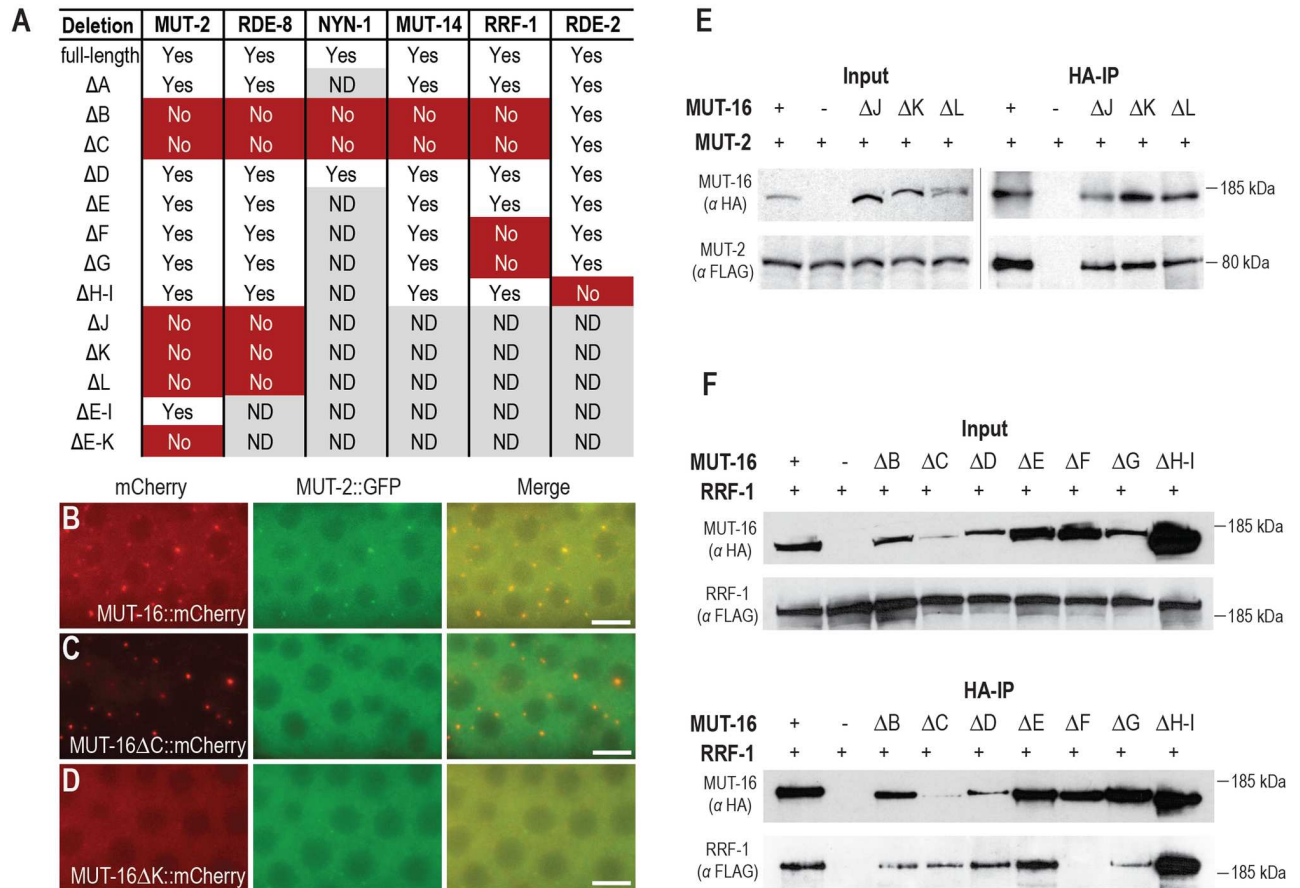 A
Deletion MUT-2 RDE-8 NYN-1 MUT-14 RRF-1 RDE-2
full-length Yes Yes Yes Yes Yes Yes
ΔA Yes Yes ND Yes Yes Yes
ΔB No No No No No Yes
ΔC No No No No No Yes
ΔD Yes Yes Yes Yes Yes Yes
ΔE Yes Yes ND Yes Yes Yes
ΔF Yes Yes ND Yes No Yes
ΔG Yes Yes ND Yes No Yes
ΔH-I Yes Yes ND Yes Yes No
ΔJ No No ND ND ND ND
ΔK No No ND ND ND ND
ΔL No No ND ND ND ND
ΔE-I Yes ND ND ND ND ND
ΔE-K No ND ND ND ND ND
mCherry MUT-2::GFP Merge
B
MUT-16::mCherry
C
MUT-16ΔC::mCherry
D
MUT-16ΔK::mCherry
E
Input HA-IP
MUT-16 + - ΔJ ΔK ΔL + - ΔJ ΔK ΔL
MUT-2 + + + + + + + + + +
MUT-16
(α HA)
185 kDa
MUT-2
(α FLAG)
80 kDa
F
Input
MUT-16 + - ΔB ΔC ΔD ΔE ΔF ΔG ΔH-I
RRF-1 + + + + + + + + +
MUT-16
(α HA)
185 kDa
RRF-1
(α FLAG)
185 kDa
HA-IP
MUT-16 + - ΔB ΔC ΔD ΔE ΔF ΔG ΔH-I
RRF-1 + + + + + + + + +
MUT-16
(α HA)
185 kDa
RRF-1
(α FLAG)
185 kDa